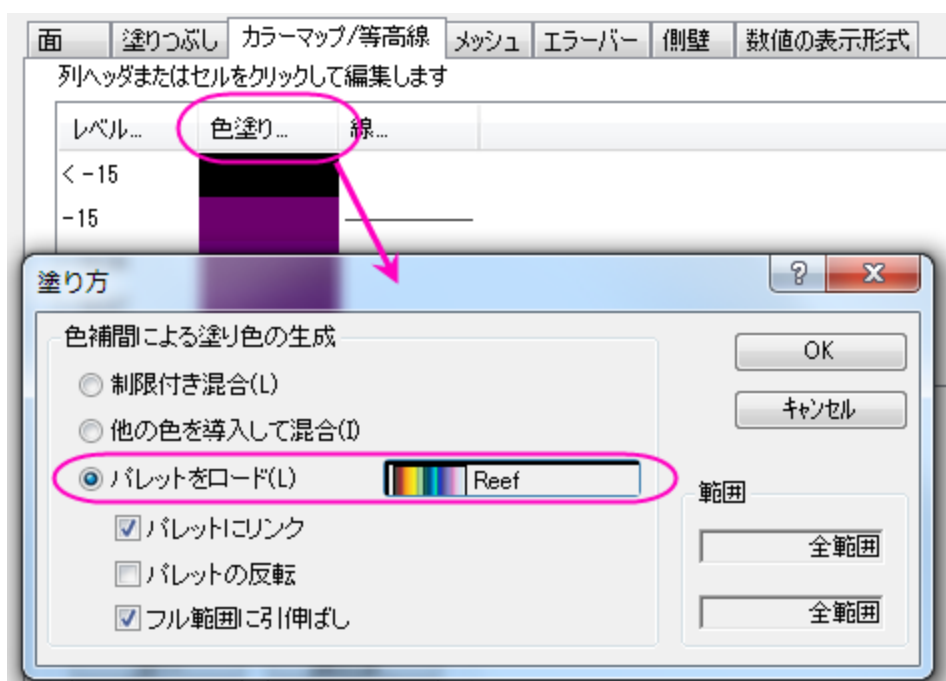 面 塗りつぶし カラーマップ/等高線 メッシュ エラーバー 側壁 数値の表示形式
列ヘッダまたはセルをクリックして編集します
レベル... 色塗り... 線...
< -15
-15
塗り方
色補間による塗り色の生成
OK
制限付き混合(L)
キャンセル
他の色を導入して混合(I)
パレットをロード(L) Reef
範囲
パレットにリンク
全範囲
パレットの反転
フル範囲に引伸ばし
全範囲